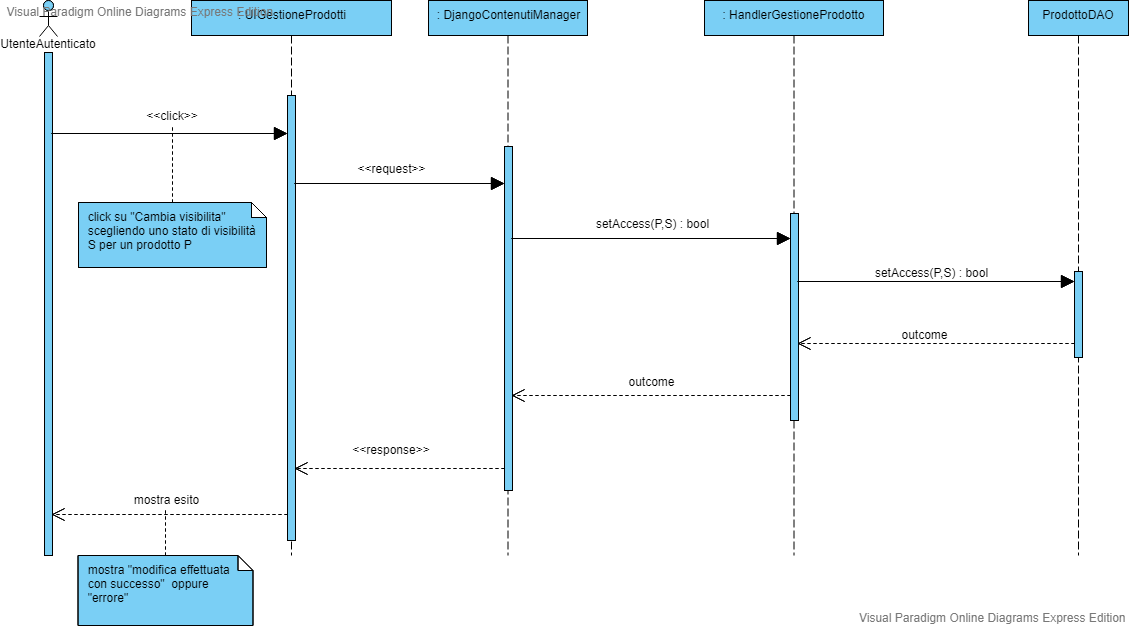 Visual Paradigm Online Diagrams Express Edition
: UIGestioneProdotti
: DjangoContenutiManager
: HandlerGestioneProdotto
ProdottoDAO
UtenteAutenticato
<<click>>
<<request>>
click su "Cambia visibilita"
scegliendo uno stato di visibilità
S per un prodotto P
setAccess(P,S) : bool
setAccess(P,S) : bool
outcome
outcome
<<response>>
mostra esito
mostra "modifica effettuata
con successo" oppure
"errore"
Visual Paradigm Online Diagrams Express Edition